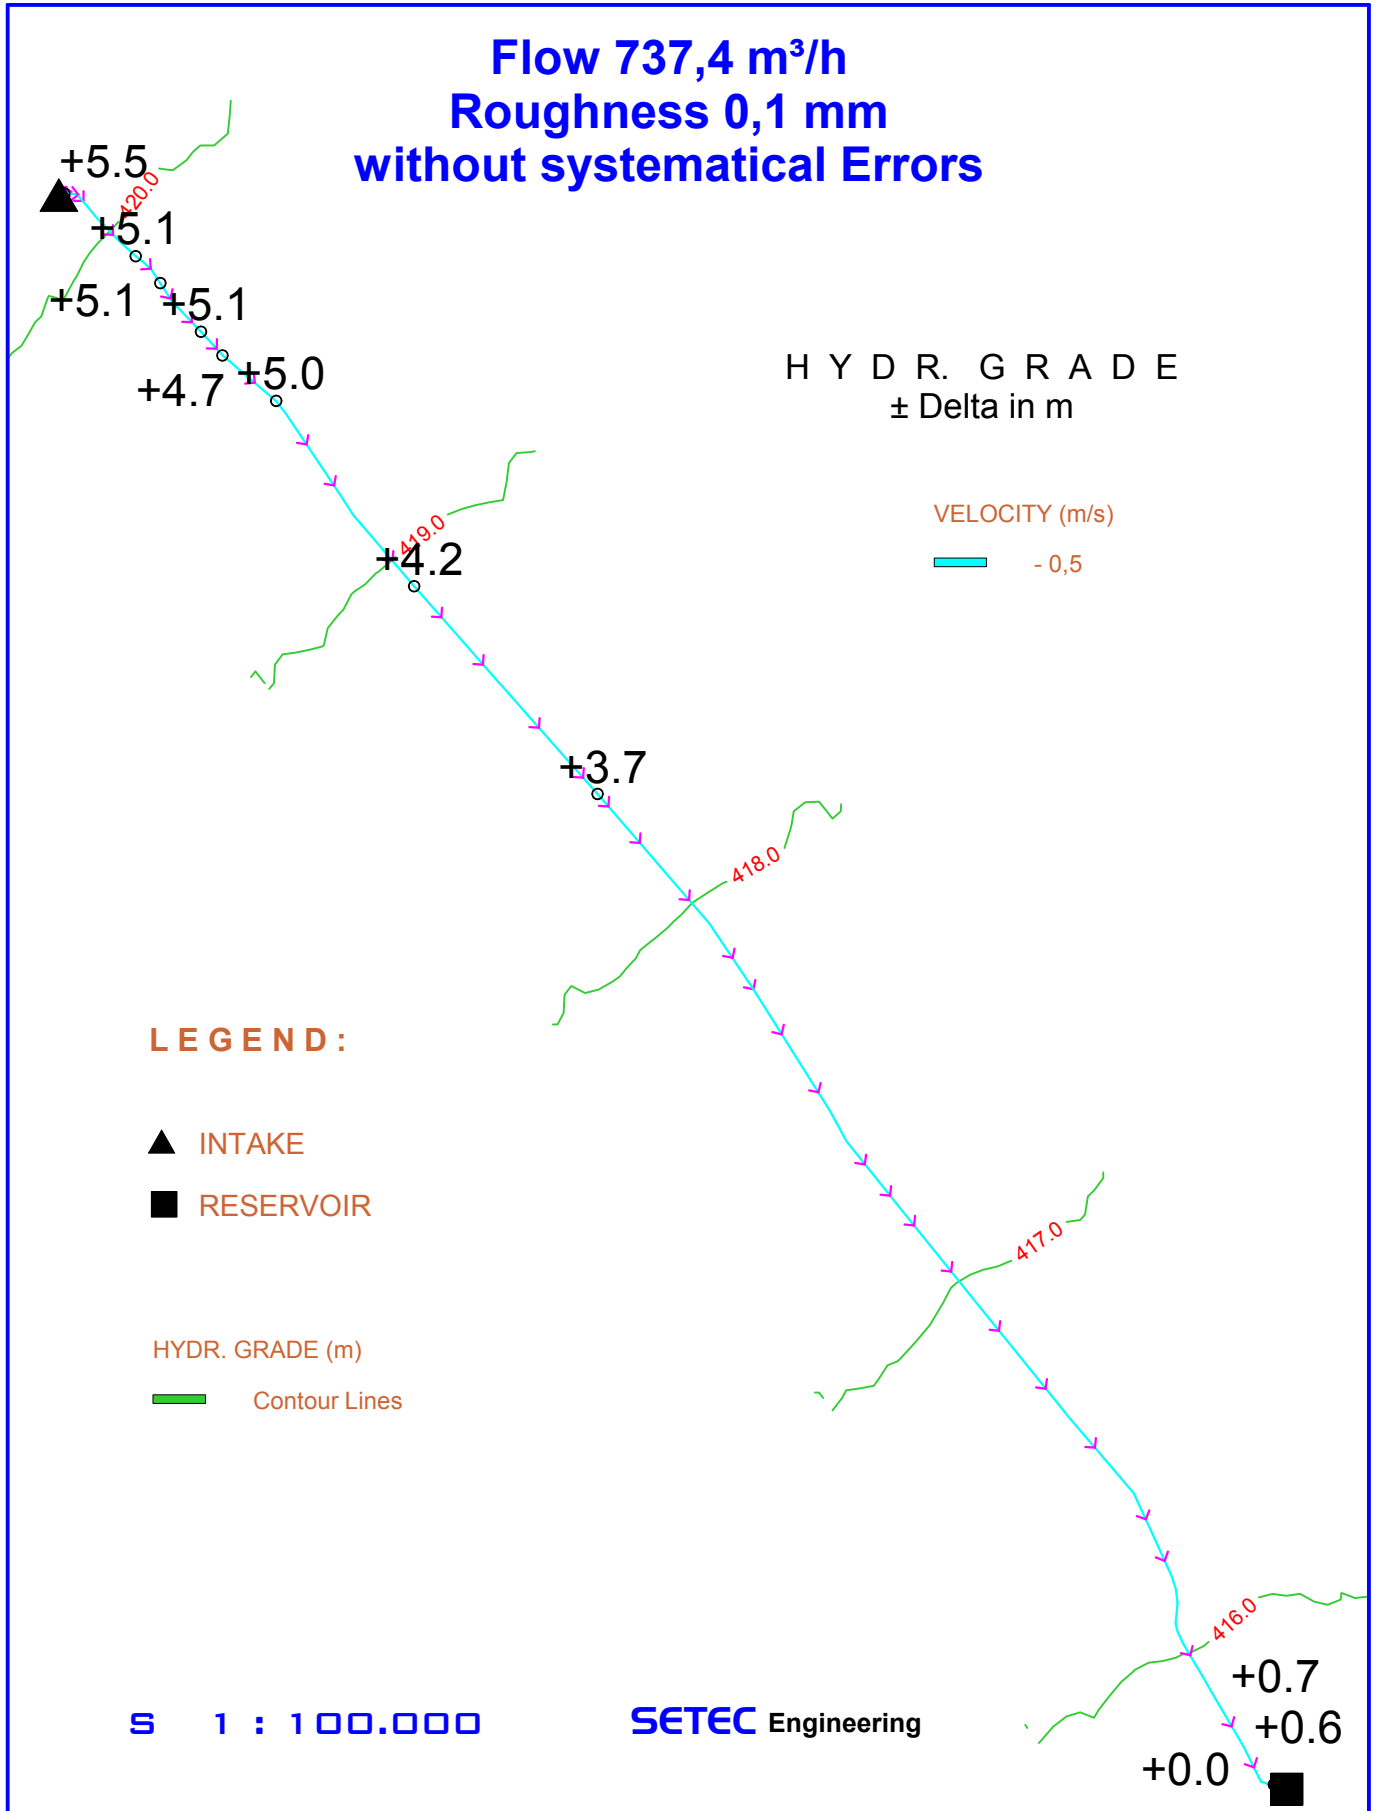 Flow 737,4 m³/h
Roughness 0,1 mm
without systematical Errors
+5.5
420.0
+5.1
+5.1
+5.1
+5.0
+4.7
H Y D R. G R A D E
± Delta in m
VELOCITY (m/s)
- 0,5
419.0
+4.2
+3.7
418.0
L E G E N D :
INTAKE
RESERVOIR
417.0
HYDR. GRADE (m)
Contour Lines
416.0
+0.7
+0.6
+0.0
S 1 : 100.000
SETEC Engineering